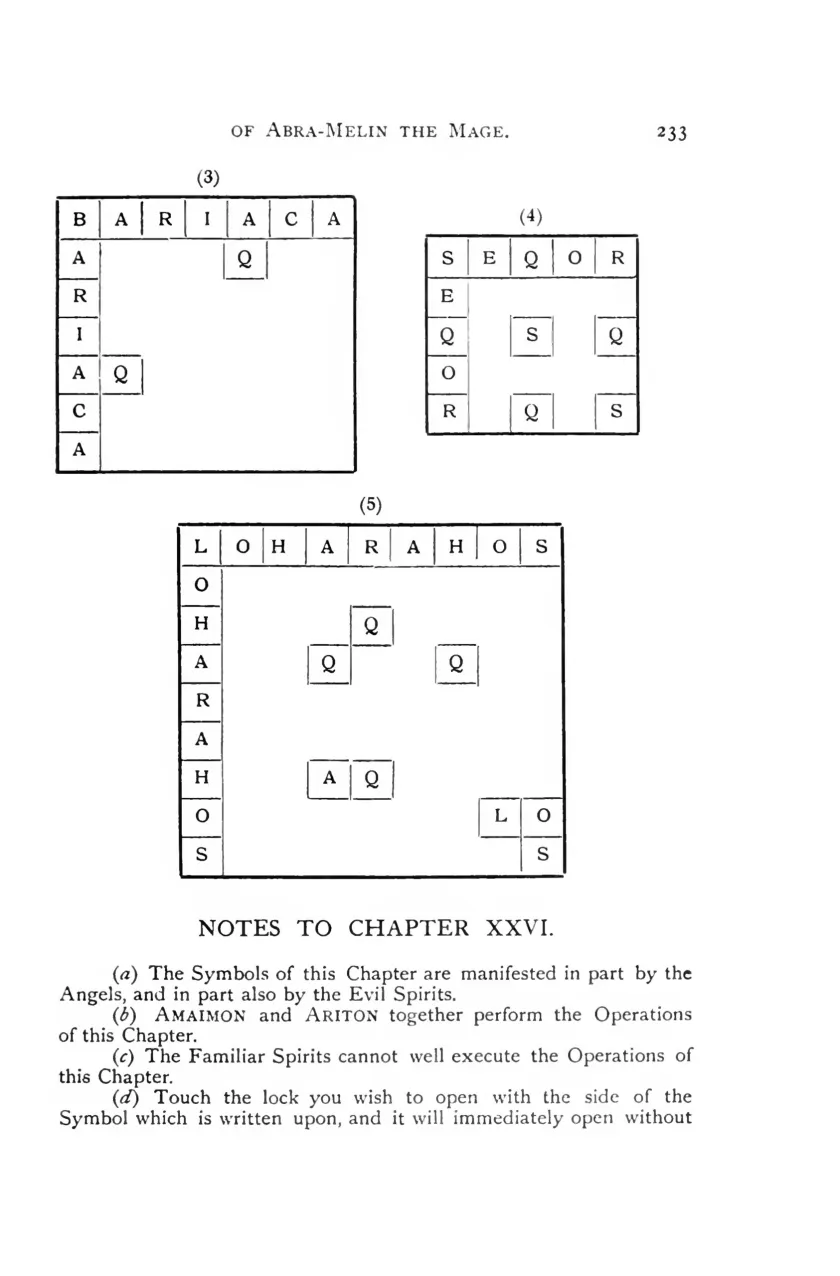 OF ABRA-MELIN THE MAGE. 233
(3)
B A R I A C A
A Q
R
I
A Q
C
A
(4)
S E Q O R
E
Q S Q
O
R Q S
(5)
L O H A R A H O S
O
H Q
A Q Q
R
A
H A Q
O L O
S S
NOTES TO CHAPTER XXVI.
(a) The Symbols of this Chapter are manifested in part by the
Angels, and in part also by the Evil Spirits.
(b) AMAIMON and ARITON together perform the Operations
of this Chapter.
(c) The Familiar Spirits cannot well execute the Operations of
this Chapter.
(d) Touch the lock you wish to open with the side of the
Symbol which is written upon, and it will immediately open without